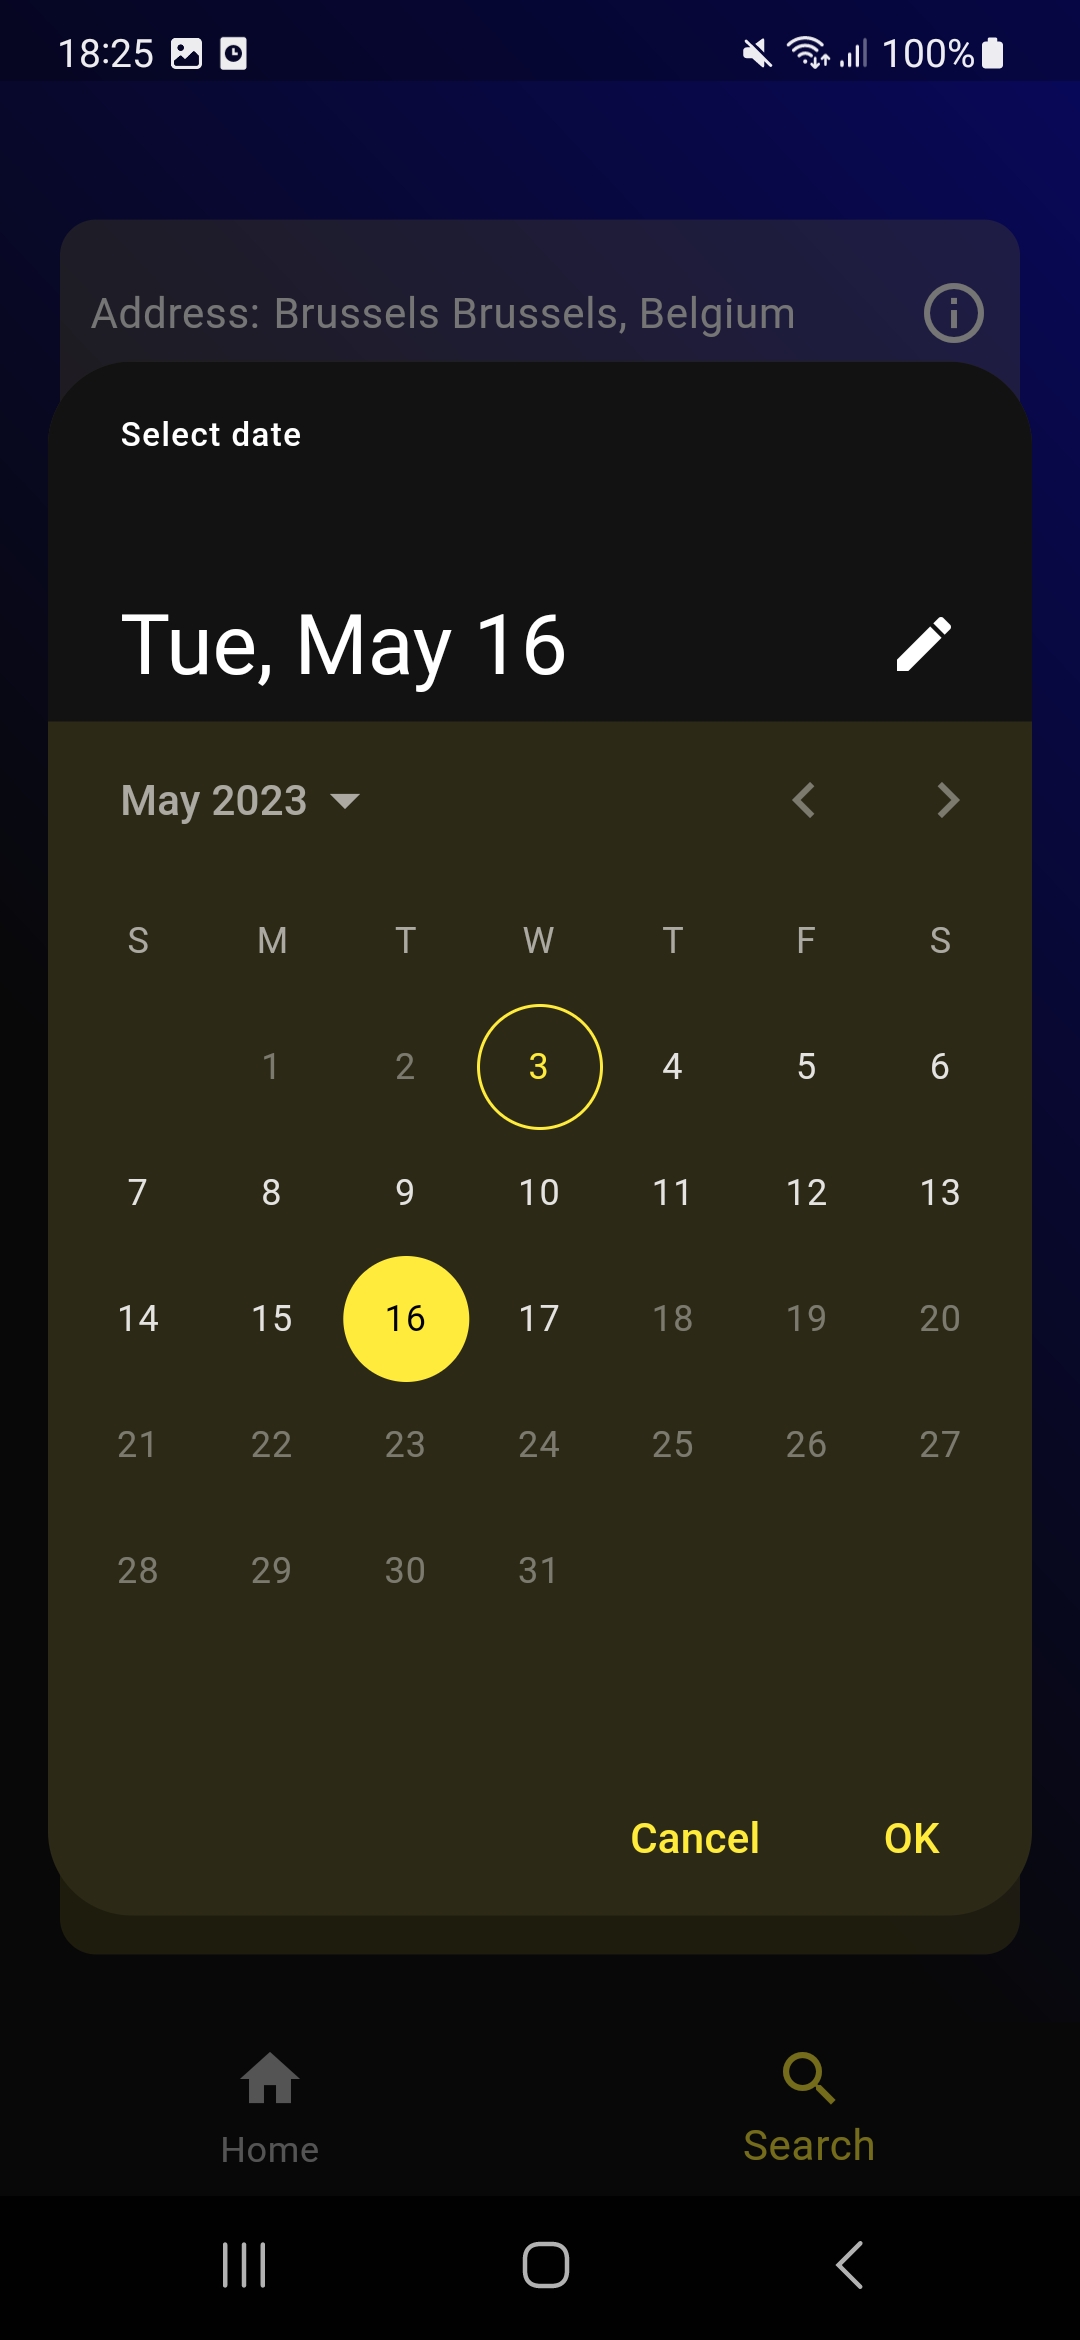 18:25 100%
Address: Brussels Brussels, Belgium
Select date
Tue, May 16
May 2023
S M T W T F S
1 2 3 4 5 6
7 8 9 10 11 12 13
14 15 16 17 18 19 20
21 22 23 24 25 26 27
28 29 30 31
Cancel OK
Home Search